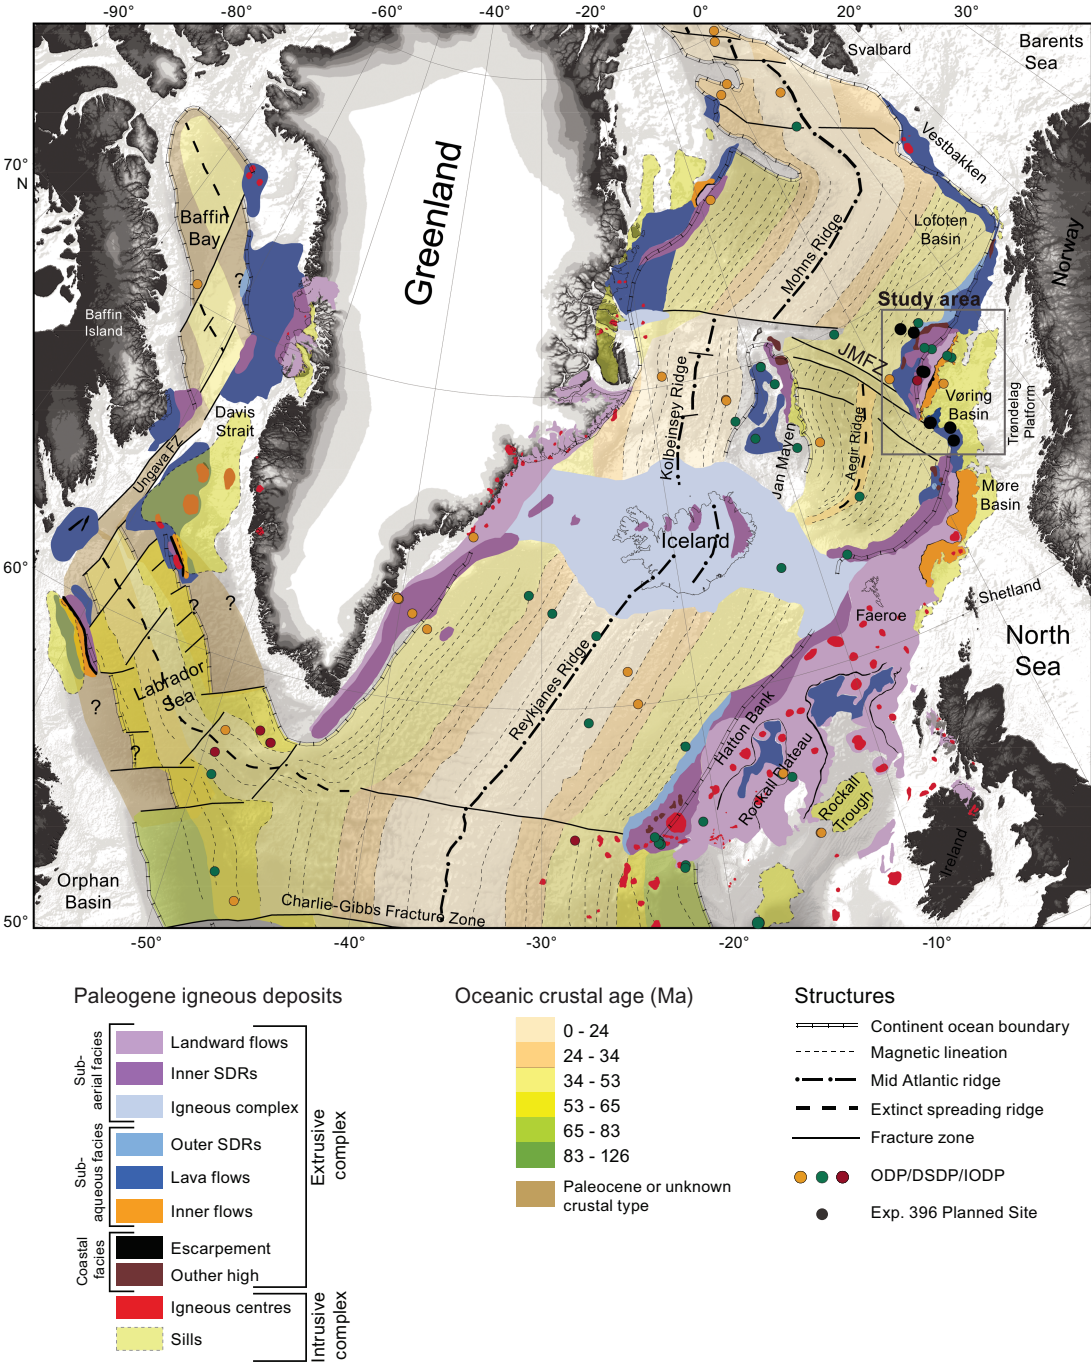 -90°
-80°
-60°
-40°
-20°
0°
20°
30°
Svalbard
Barents
Sea
70°
N
Vestbakken
Greenland
Baffin
Bay
Lofoten
Basin
Norway
Mohns Ridge
?
Study area
Baffin
Island
JMFZ
Kolbeinsey Ridge
Vøring
Basin
Trøndelag
Platform
Davis
Strait
Ungava FZ
Jan Mayen
Aegir Ridge
Møre
Basin
Iceland
60°
?
?
Shetland
Faeroe
North
Sea
Labrador
Sea
Reykjanes Ridge
?
?
Hatton Bank
Rockall Plateau
Rockall
Trough
Ireland
Orphan
Basin
Charlie-Gibbs Fracture Zone
50°
-50°
-40°
-30°
-20°
-10°
Paleogene igneous deposits
Sub-
aerial facies
Landward flows
Inner SDRs
Igneous complex
Sub-
aqueous facies
Outer SDRs
Lava flows
Inner flows
Coastal
facies
Escarpement
Outher high
Extrusive
complex
Igneous centres
Sills
Intrusive
complex
Oceanic crustal age (Ma)
0 - 24
24 - 34
34 - 53
53 - 65
65 - 83
83 - 126
Paleocene or unknown
crustal type
Structures
Continent ocean boundary
Magnetic lineation
Mid Atlantic ridge
Extinct spreading ridge
Fracture zone
ODP/DSDP/IODP
Exp. 396 Planned Site